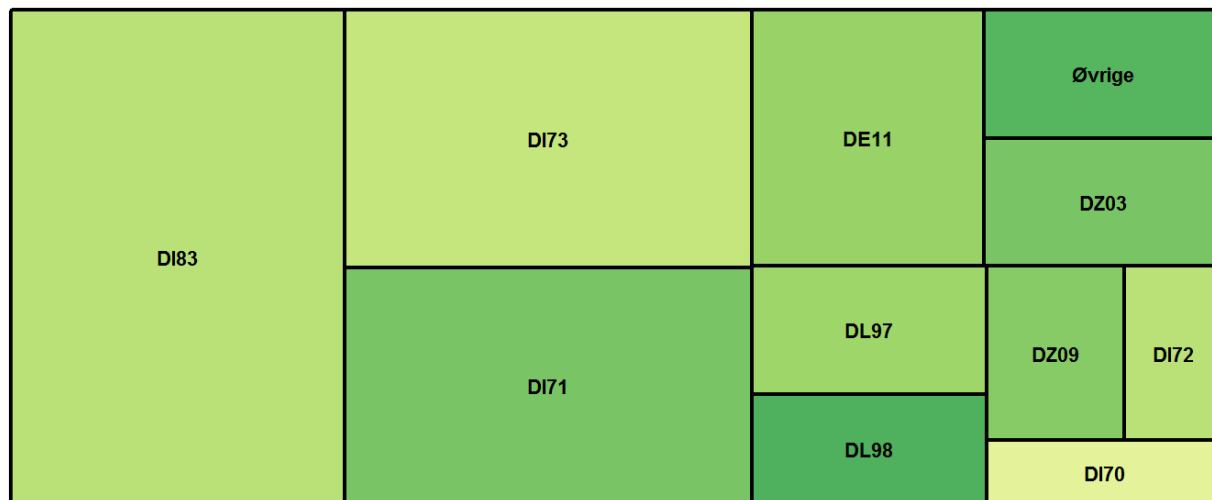 DI83
DI73
DI71
DE11
Øvrige
DZ03
DL97
DL98
DZ09
DI72
DI70